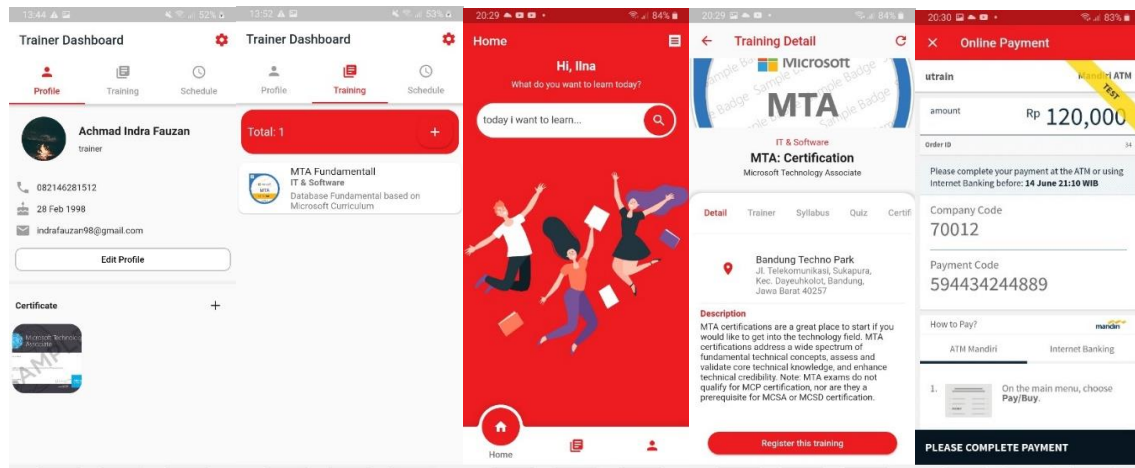 13:44
52%
Trainer Dashboard
Profile
Training
Schedule
Achmad Indra Fauzan
trainer
082146281512
28 Feb 1998
indrafauzan98@gmail.com
Edit Profile
Certificate
+
Microsoft Technology
Associate
13:52
53%
Trainer Dashboard
Profile
Training
Schedule
Total: 1
+
MTA Fundamentall
IT & Software
Database Fundamental based on
Microsoft Curriculum
MTA
20:29
84%
Home
Hi, Ilna
What do you want to learn today?
today i want to learn...
Home
20:29
84%
Training Detail
Microsoft
MTA
Sample Badge Sample Badge
IT & Software
MTA: Certification
Microsoft Technology Associate
Detail
Trainer
Syllabus
Quiz
Certifi
Bandung Techno Park
Jl. Telekomunikasi, Sukapura,
Kec. Dayeuhkolot, Bandung,
Jawa Barat 40257
Description
MTA certifications are a great place to start if you
would like to get into the technology field. MTA
certifications address a wide spectrum of
fundamental technical concepts, assess and
validate core technical knowledge, and enhance
technical credibility. Note: MTA exams do not
qualify for MCP certification, nor are they a
prerequisite for MCSA or MCSD certification.
Register this training
20:30
83%
Online Payment
utrain
Mandiri ATM
TEST
amount
Rp 120,000
Order ID
34
Please complete your payment at the ATM or using
Internet Banking before: 14 June 21:10 WIB
Company Code
70012
Payment Code
594434244889
How to Pay?
mandiri
ATM Mandiri
Internet Banking
1.
On the main menu, choose
Pay/Buy.
PLEASE COMPLETE PAYMENT